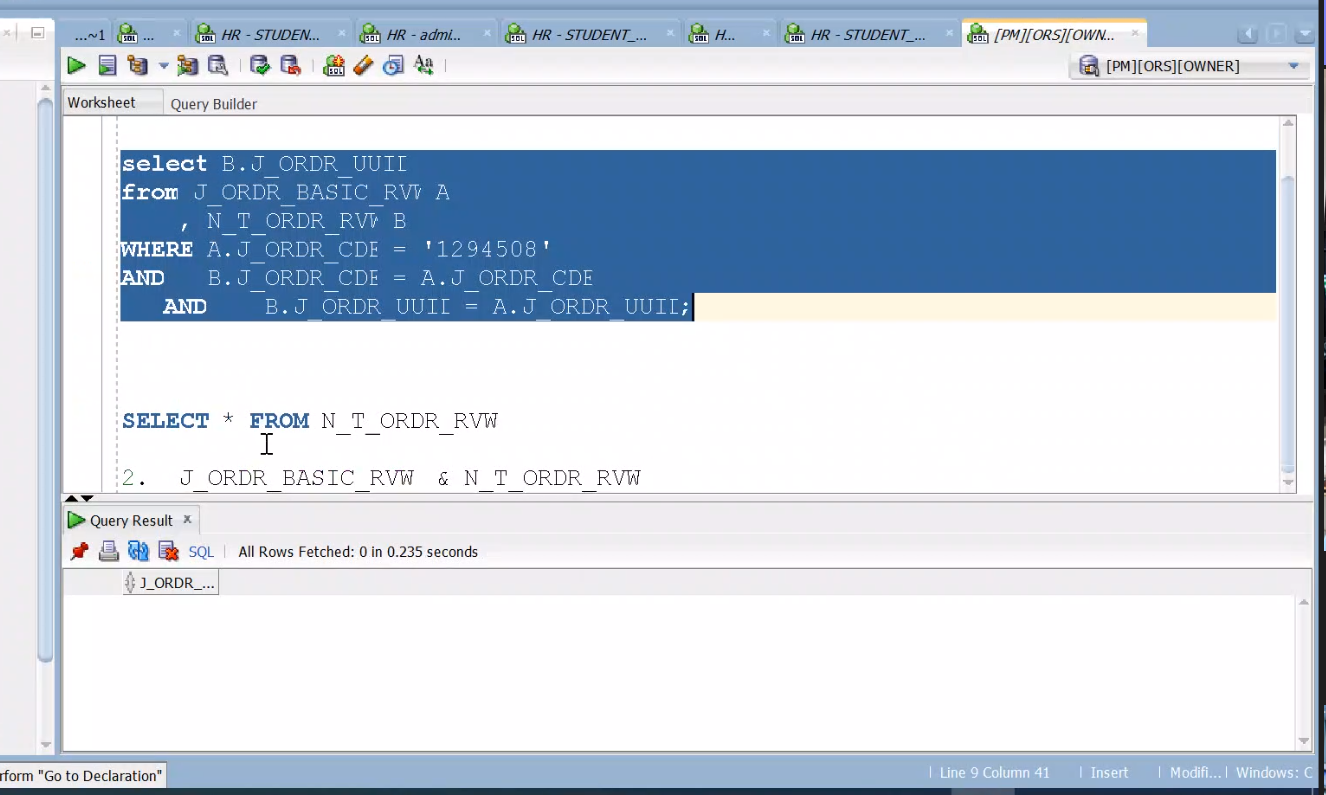 ...~1 ... HR - STUDEN... HR - admi... HR - STUDENT_... H... HR - STUDENT_... [PM][ORS][OWN...
[PM][ORS][OWNER]
Worksheet Query Builder
select B.J_ORDR_UUII
from J_ORDR_BASIC_RVW A
, N_T_ORDR_RVW B
WHERE A.J_ORDR_CDE = '1294508'
AND B.J_ORDR_CDE = A.J_ORDR_CDE
AND B.J_ORDR_UUII = A.J_ORDR_UUII;
SELECT * FROM N_T_ORDR_RVW
2. J_ORDR_BASIC_RVW & N_T_ORDR_RVW
Query Result
SQL All Rows Fetched: 0 in 0.235 seconds
J_ORDR_...
rform "Go to Declaration" Line 9 Column 41 Insert Modifi... Windows: C